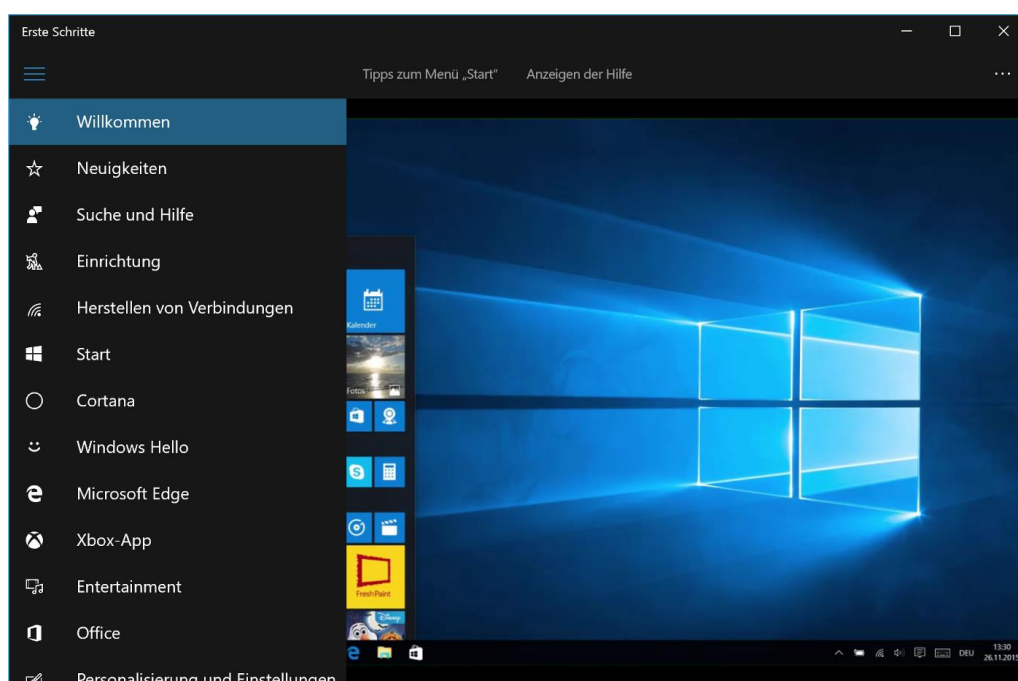 Erste Schritte
Tipps zum Menü „Start" Anzeigen der Hilfe
Willkommen
Neuigkeiten
Suche und Hilfe
Einrichtung
Herstellen von Verbindungen
Start
Cortana
Windows Hello
Microsoft Edge
Xbox-App
Entertainment
Office
Personalisierung und Einstellungen
Kalender
Fotos
Fresh Paint
Disney
DEU
13:30
26.11.2015